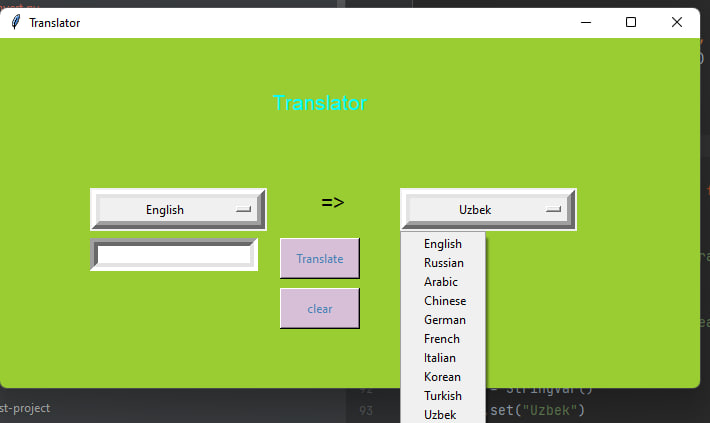 Translator
Translator
English
=>
Uzbek
Translate
clear
English
Russian
Arabic
Chinese
German
French
Italian
Korean
Turkish
Uzbek
= StringVar()
93 .set("Uzbek")
st-project